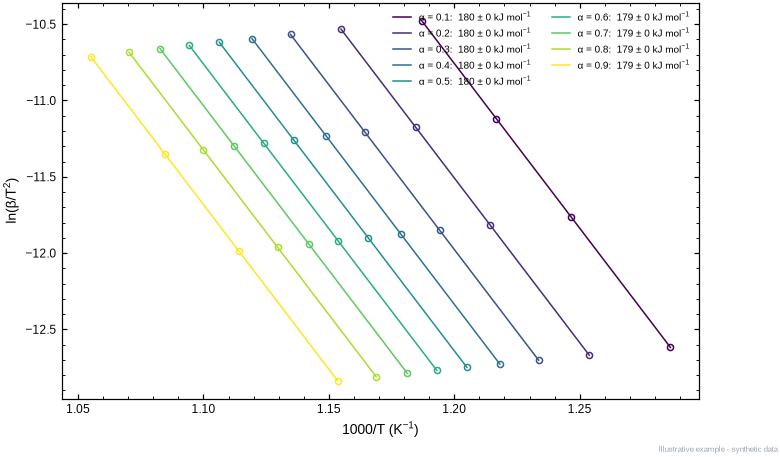 α = 0.1: 180 ± 0 kJ mol⁻¹
α = 0.2: 180 ± 0 kJ mol⁻¹
α = 0.3: 180 ± 0 kJ mol⁻¹
α = 0.4: 180 ± 0 kJ mol⁻¹
α = 0.5: 180 ± 0 kJ mol⁻¹
α = 0.6: 179 ± 0 kJ mol⁻¹
α = 0.7: 179 ± 0 kJ mol⁻¹
α = 0.8: 179 ± 0 kJ mol⁻¹
α = 0.9: 179 ± 0 kJ mol⁻¹
−10.5
−11.0
−11.5
−12.0
−12.5
ln(β/T²)
1.05
1.10
1.15
1.20
1.25
1000/T (K⁻¹)
Illustrative example - synthetic data